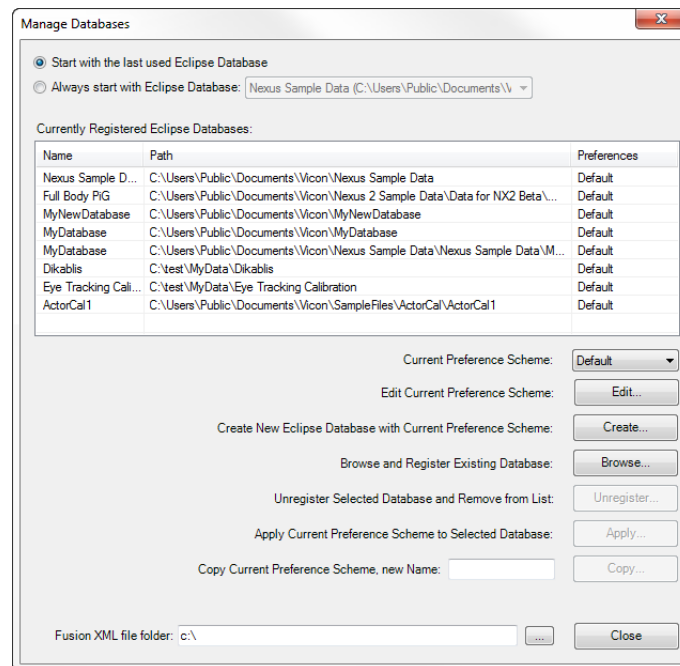 Manage Databases
Start with the last used Eclipse Database
Always start with Eclipse Database: Nexus Sample Data (C:\Users\Public\Documents\V
Currently Registered Eclipse Databases:
Name Path Preferences
Nexus Sample D... C:\Users\Public\Documents\Vicon\Nexus Sample Data Default
Full Body PiG C:\Users\Public\Documents\Vicon\Nexus 2 Sample Data\Data for NX2 Beta\... Default
MyNewDatabase C:\Users\Public\Documents\Vicon\MyNewDatabase Default
MyDatabase C:\Users\Public\Documents\Vicon\MyDatabase Default
MyDatabase C:\Users\Public\Documents\Vicon\Nexus Sample Data\Nexus Sample Data\M... Default
Dikablis C:\test\MyData\Dikablis Default
Eye Tracking Cali... C:\test\MyData\Eye Tracking Calibration Default
ActorCal1 C:\Users\Public\Documents\Vicon\SampleFiles\ActorCal\ActorCal1 Default
Current Preference Scheme: Default
Edit Current Preference Scheme: Edit...
Create New Eclipse Database with Current Preference Scheme: Create...
Browse and Register Existing Database: Browse...
Unregister Selected Database and Remove from List: Unregister...
Apply Current Preference Scheme to Selected Database: Apply...
Copy Current Preference Scheme, new Name: Copy...
Fusion XML file folder: c:\ ... Close